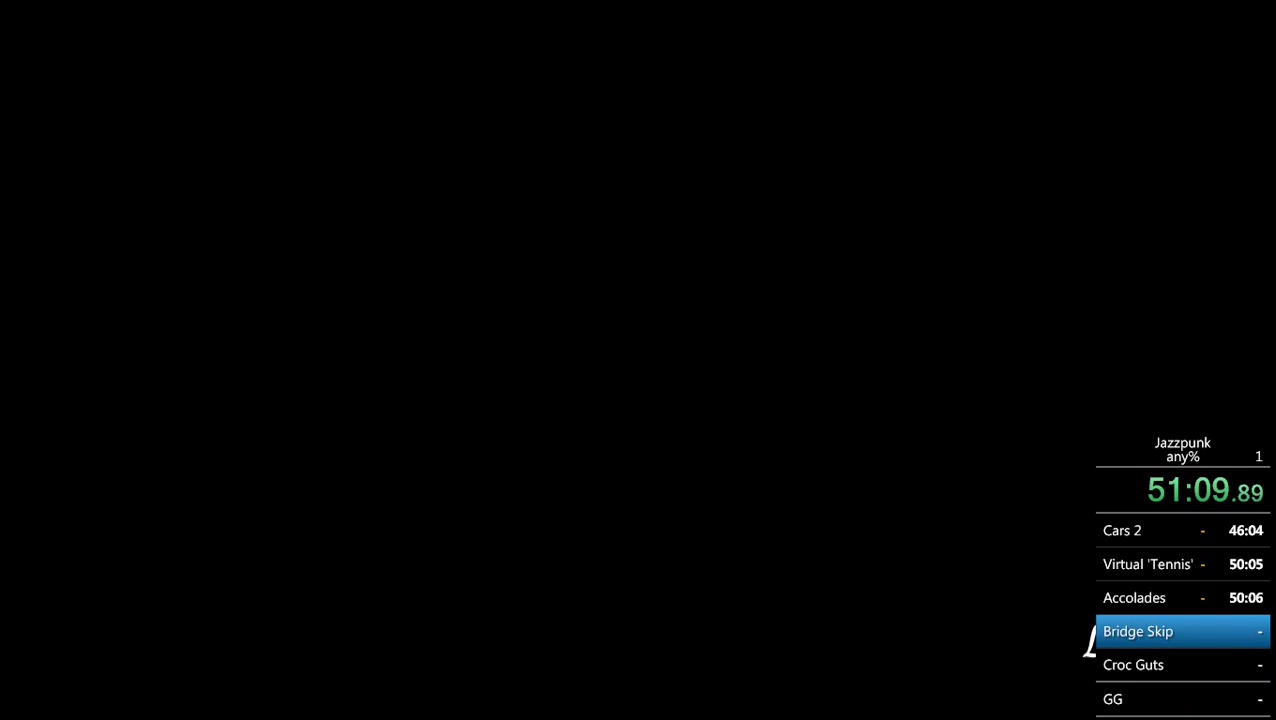 Jazzpunk
any% 1
51:09.89
Cars 2 - 46:04
Virtual 'Tennis' - 50:05
Accolades - 50:06
Bridge Skip -
Croc Guts -
GG -